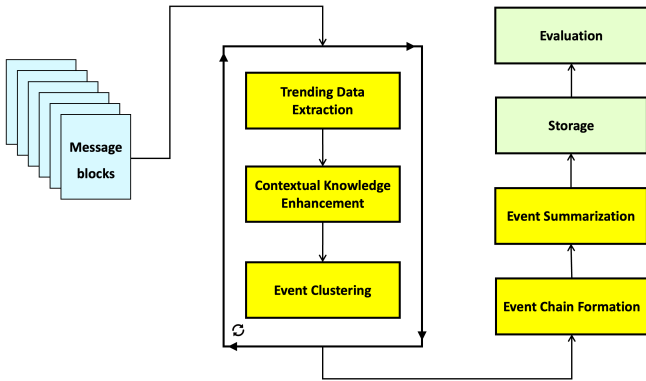 Message
blocks
Trending Data
Extraction
Contextual Knowledge
Enhancement
Event Clustering
Evaluation
Storage
Event Summarization
Event Chain Formation